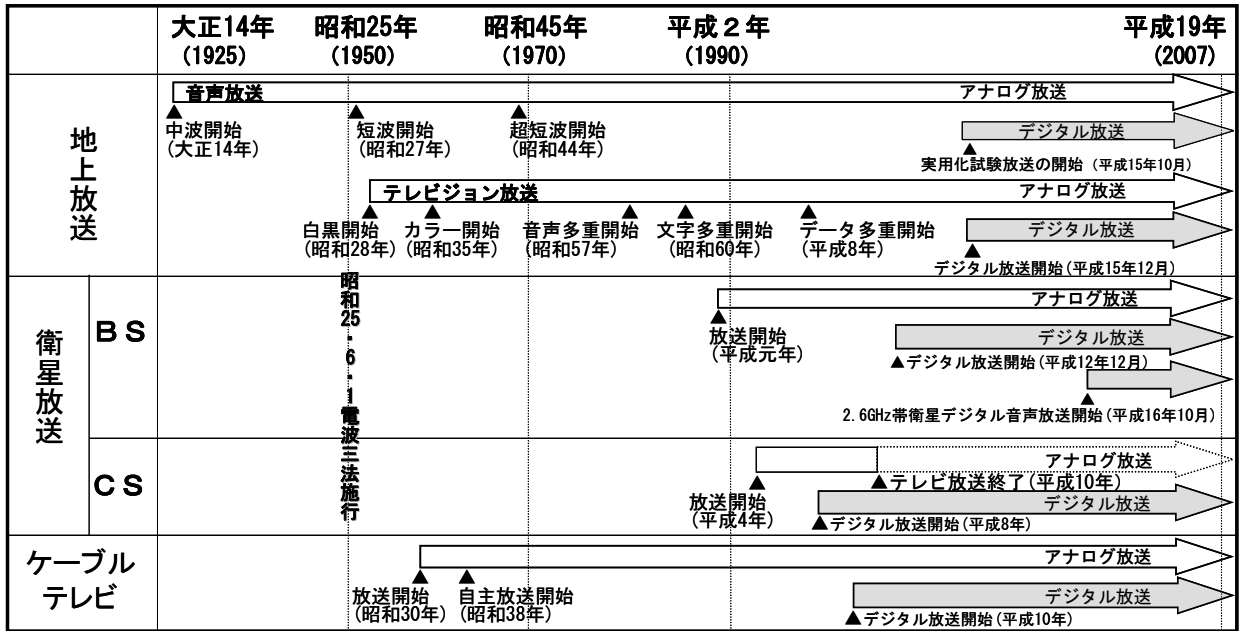 大正14年
(1925)
昭和25年
(1950)
昭和45年
(1970)
平成２年
(1990)
平成19年
(2007)
地上放送
音声放送
アナログ放送
中波開始
(大正14年)
短波開始
(昭和27年)
超短波開始
(昭和44年)
デジタル放送
実用化試験放送の開始 (平成15年10月)
テレビジョン放送
アナログ放送
白黒開始
(昭和28年)
カラー開始
(昭和35年)
音声多重開始
(昭和57年)
文字多重開始
(昭和60年)
データ多重開始
(平成8年)
デジタル放送
デジタル放送開始(平成15年12月)
昭和25・6・1電波三法施行
衛星放送
ＢＳ
アナログ放送
放送開始
(平成元年)
デジタル放送
デジタル放送開始(平成12年12月)
2.6GHz帯衛星デジタル音声放送開始(平成16年10月)
ＣＳ
アナログ放送
放送開始
(平成4年)
テレビ放送終了(平成10年)
デジタル放送
デジタル放送開始(平成8年)
ケーブル
テレビ
アナログ放送
放送開始
(昭和30年)
自主放送開始
(昭和38年)
デジタル放送
デジタル放送開始(平成10年)